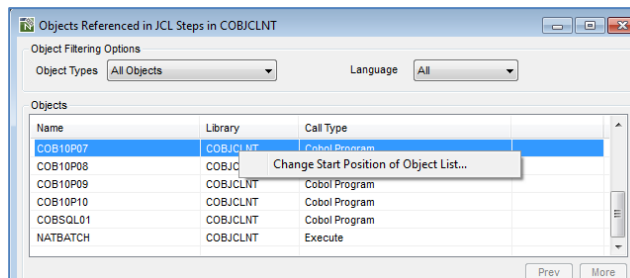 Objects Referenced in JCL Steps in COBJCLNT
Object Filtering Options
Object Types All Objects Language All
Objects
Name Library Call Type
COB10P07 COBJCLNT Cobol Program
Change Start Position of Object List...
COB10P08 Cobol Program
COB10P09 COBJCLNT Cobol Program
COB10P10 COBJCLNT Cobol Program
COBSQL01 COBJCLNT Cobol Program
NATBATCH COBJCLNT Execute
Prev More